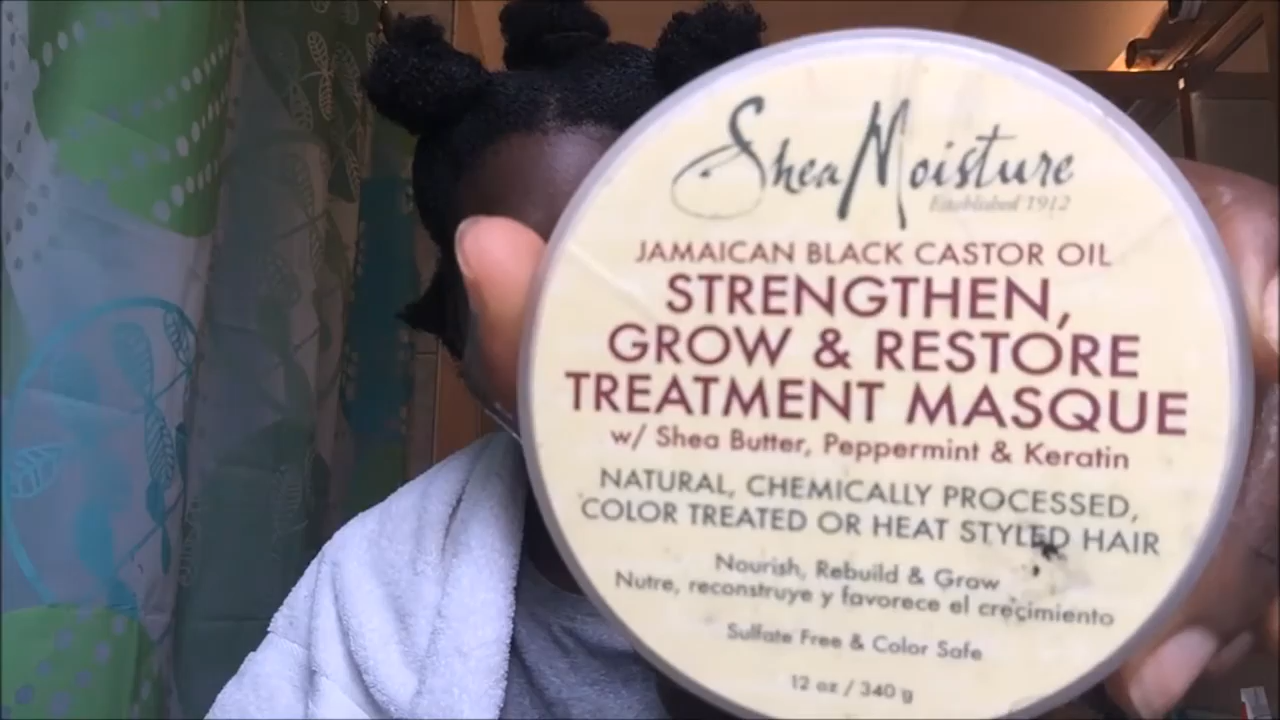 SheaMoisture
Established 1912
JAMAICAN BLACK CASTOR OIL
STRENGTHEN,
GROW & RESTORE
TREATMENT MASQUE
w/ Shea Butter, Peppermint & Keratin
NATURAL, CHEMICALLY PROCESSED,
COLOR TREATED OR HEAT STYLED HAIR
Nourish, Rebuild & Grow
Nutre, reconstruye y favorece el crecimiento
Sulfate Free & Color Safe
12 oz / 340 g